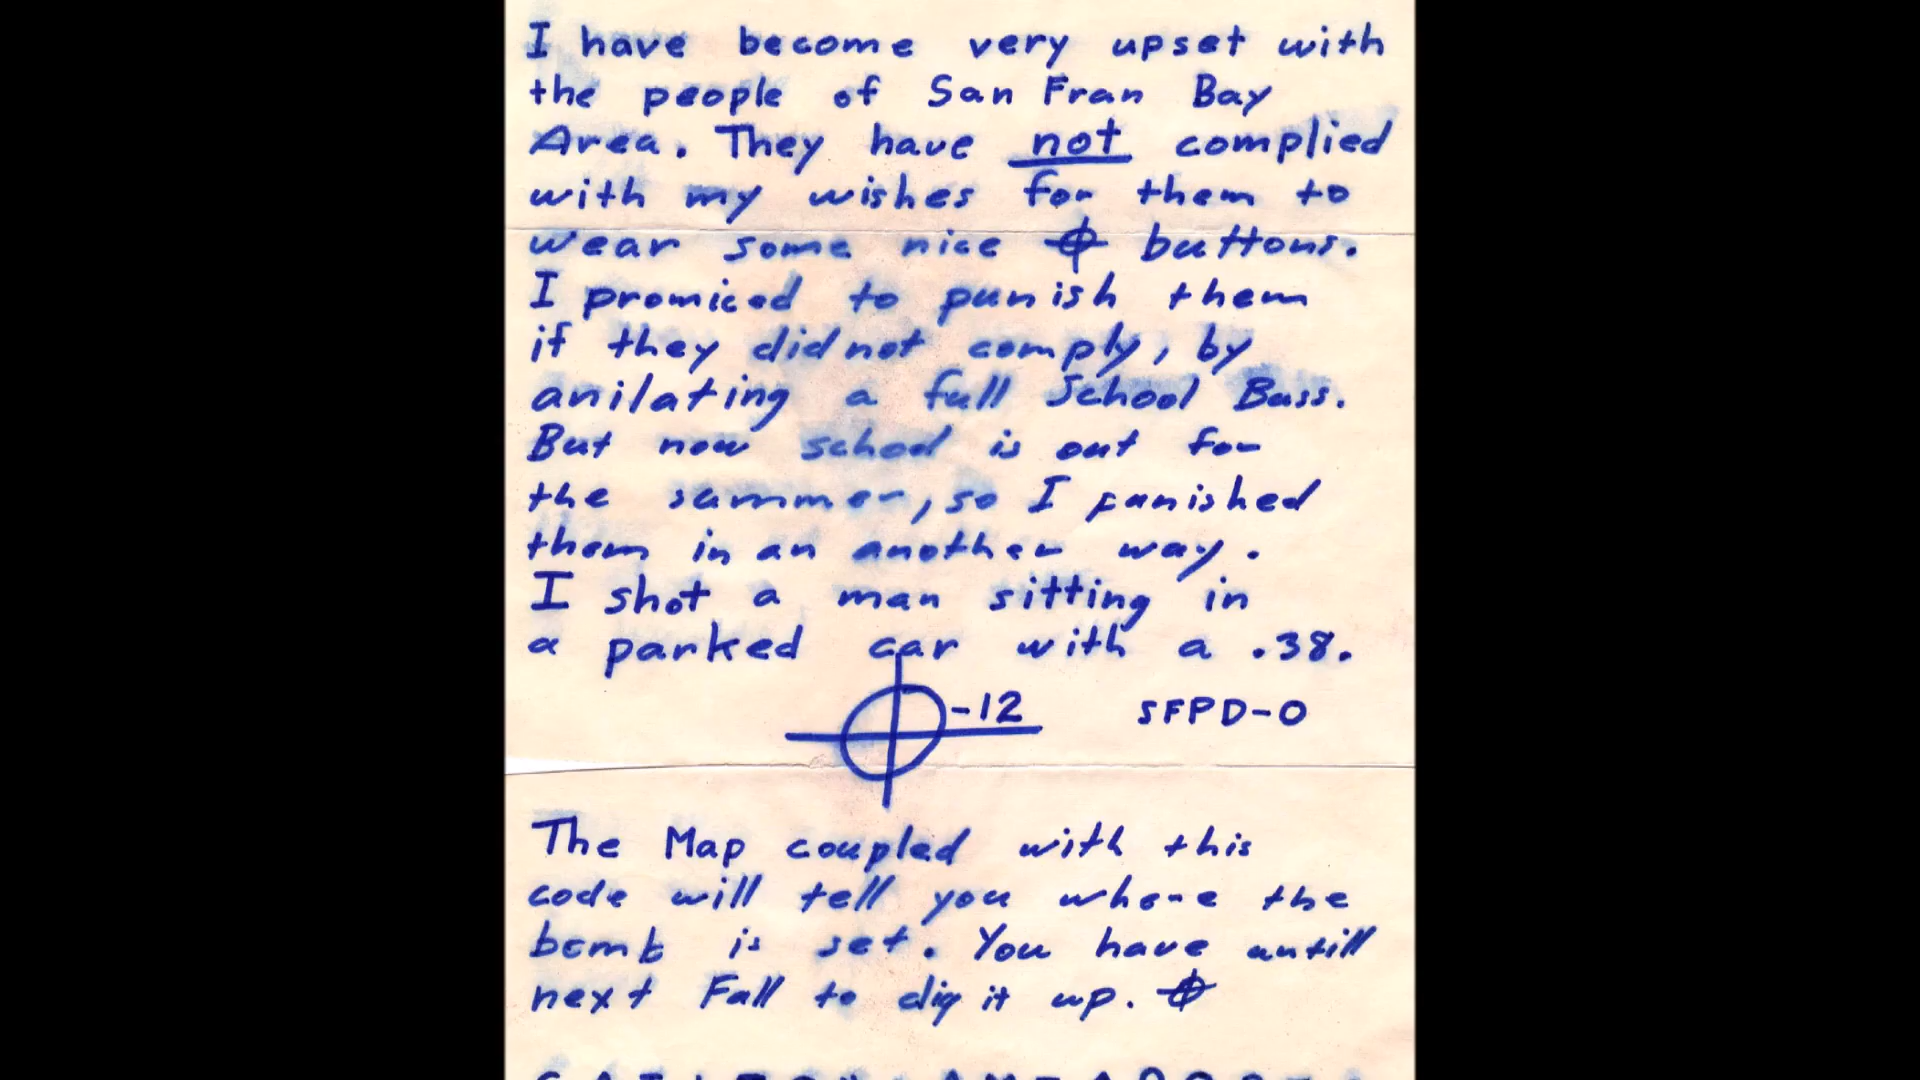 I have become very upset with
the people of San Fran Bay
Area. They have not complied
with my wishes for them to
wear some nice ⌖ buttons.
I promiced to punish them
if they did not comply, by
anilating a full School Buss.
But now school is out for
the summer, so I punished
them in an another way.
I shot a man sitting in
a parked car with a .38.
⌖-12 SFPD-0
The Map coupled with this
code will tell you where the
bomb is set. You have untill
next Fall to dig it up. ⌖